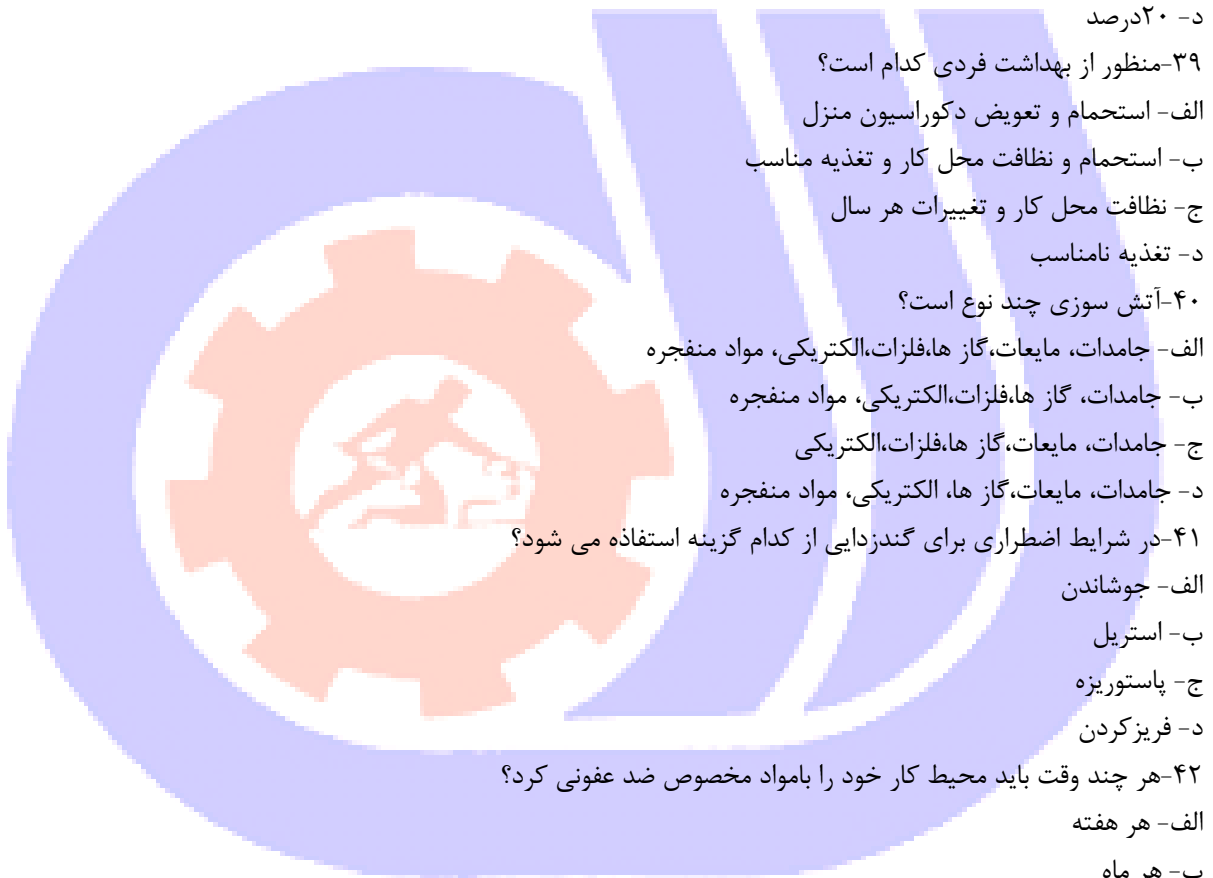 د- ۲۰درصد
۳۹-منظور از بهداشت فردی کدام است؟
الف- استحمام و تعویض دکوراسیون منزل
ب- استحمام و نظافت محل کار و تغذیه مناسب
ج- نظافت محل کار و تغییرات هر سال
د- تغذیه نامناسب
۴۰-آتش سوزی چند نوع است؟
الف- جامدات، مایعات،گاز ها،فلزات،الکتریکی، مواد منفجره
ب- جامدات، گاز ها،فلزات،الکتریکی، مواد منفجره
ج- جامدات، مایعات،گاز ها،فلزات،الکتریکی
د- جامدات، مایعات،گاز ها، الکتریکی، مواد منفجره
۴۱-در شرایط اضطراری برای گندزدایی از کدام گزینه استفاذه می شود؟
الف- جوشاندن
ب- استریل
ج- پاستوریزه
د- فریزکردن
۴۲-هر چند وقت باید محیط کار خود را بامواد مخصوص ضد عفونی کرد؟
الف- هر هفته
ب- هر ماه